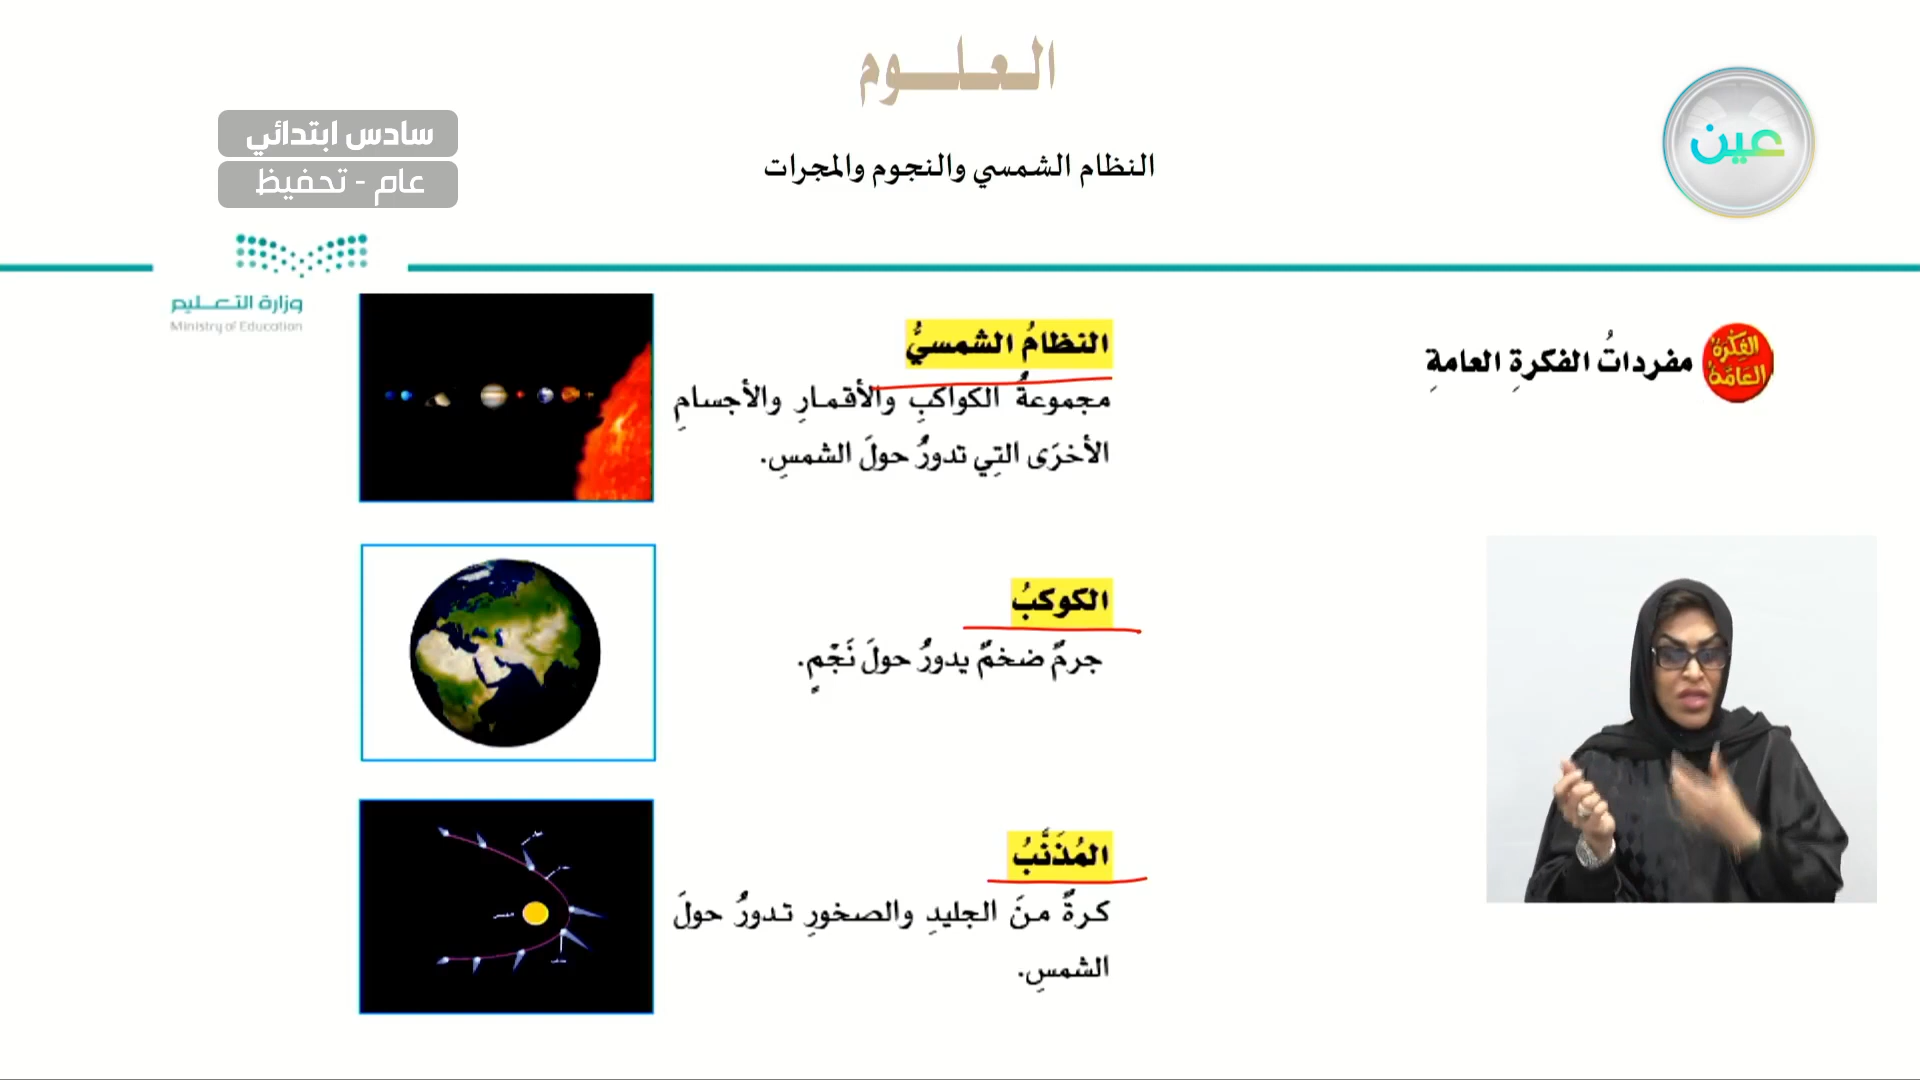 العلوم
النظام الشمسي والنجوم والمجرات
عين
سادس ابتدائي
عام - تحفيظ
وزارة التعليم
Ministry of Education
الفكرة
العامة
مفرداتُ الفكرةِ العامةِ
النظامُ الشمسيُّ
مجموعةُ الكواكبِ والأقمارِ والأجسامِ
الأخرَى التِي تدورُ حولَ الشمسِ.
الكوكبُ
جرمٌ ضخمٌ يدورُ حولَ نَجْمٍ.
المُذَنَّبُ
كرةٌ منَ الجليدِ والصخورِ تدورُ حولَ
الشمسِ.